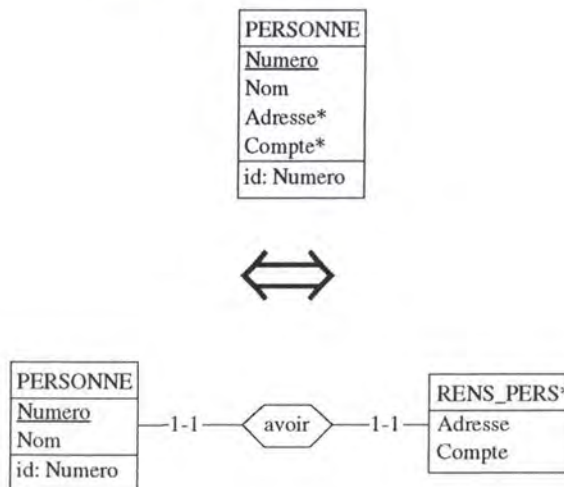 PERSONNE
Numero
Nom
Adresse*
Compte*
id: Numero
PERSONNE
Numero
Nom
id: Numero
1-1
avoir
1-1
RENS_PERS*
Adresse
Compte